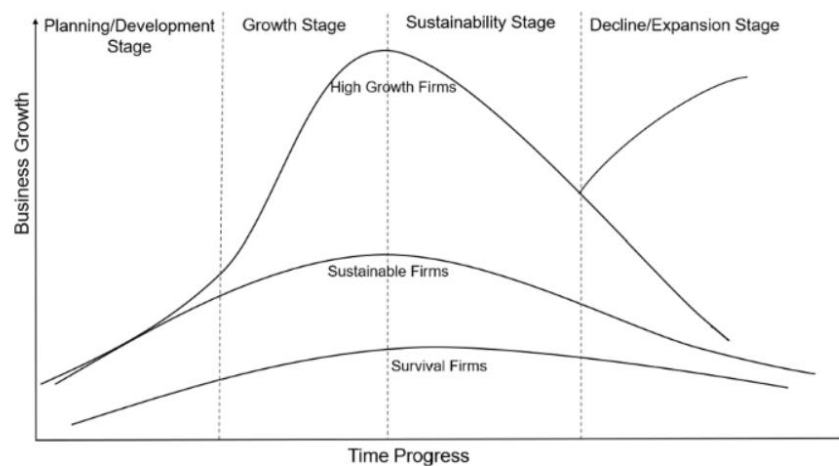 Planning/Development
Stage
Growth Stage
Sustainability Stage
Decline/Expansion Stage
Business Growth
High Growth Firms
Sustainable Firms
Survival Firms
Time Progress